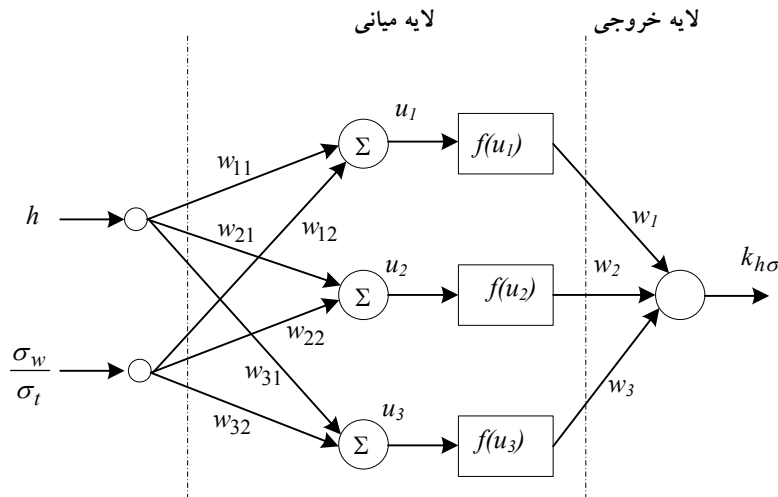 لایه میانی
لایه خروجی
u1
Σ
f(u1)
w11
w1
h
w21
w12
khσ
u2
w2
Σ
f(u2)
w22
σw
σt
w31
w3
u3
w32
Σ
f(u3)